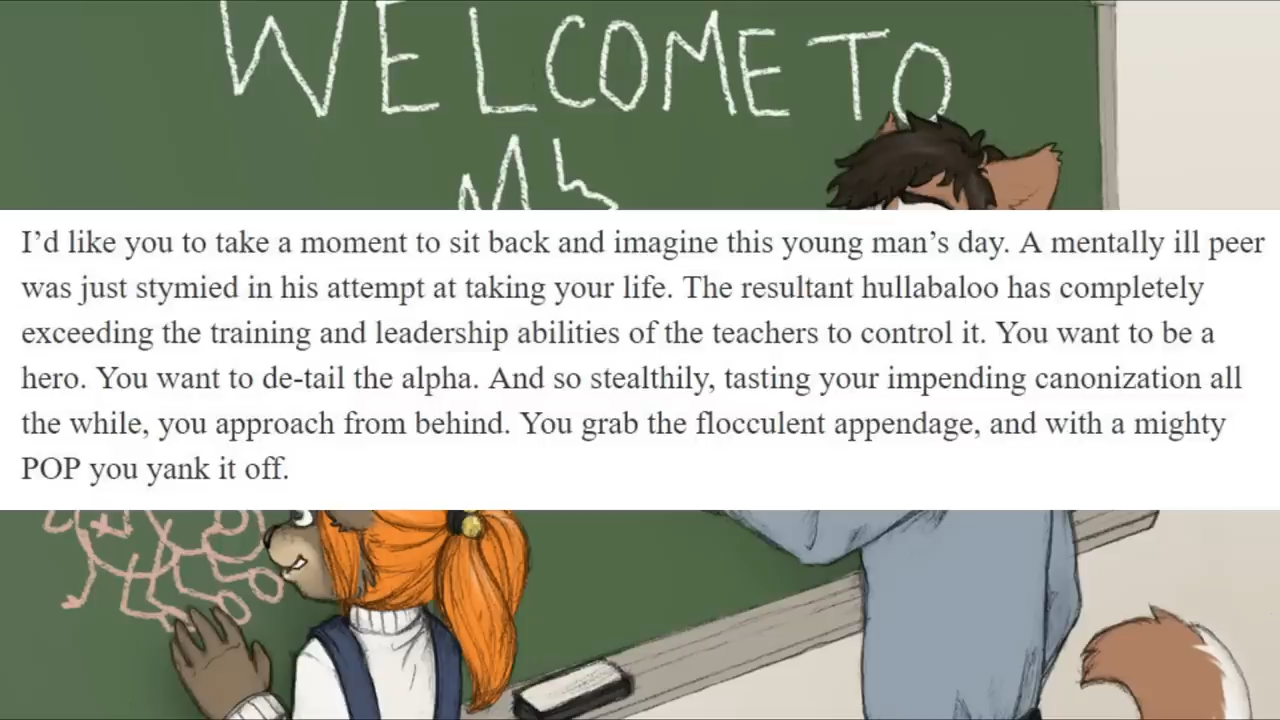 WELCOME TO
I’d like you to take a moment to sit back and imagine this young man’s day. A mentally ill peer
was just stymied in his attempt at taking your life. The resultant hullabaloo has completely
exceeding the training and leadership abilities of the teachers to control it. You want to be a
hero. You want to de-tail the alpha. And so stealthily, tasting your impending canonization all
the while, you approach from behind. You grab the flocculent appendage, and with a mighty
POP you yank it off.